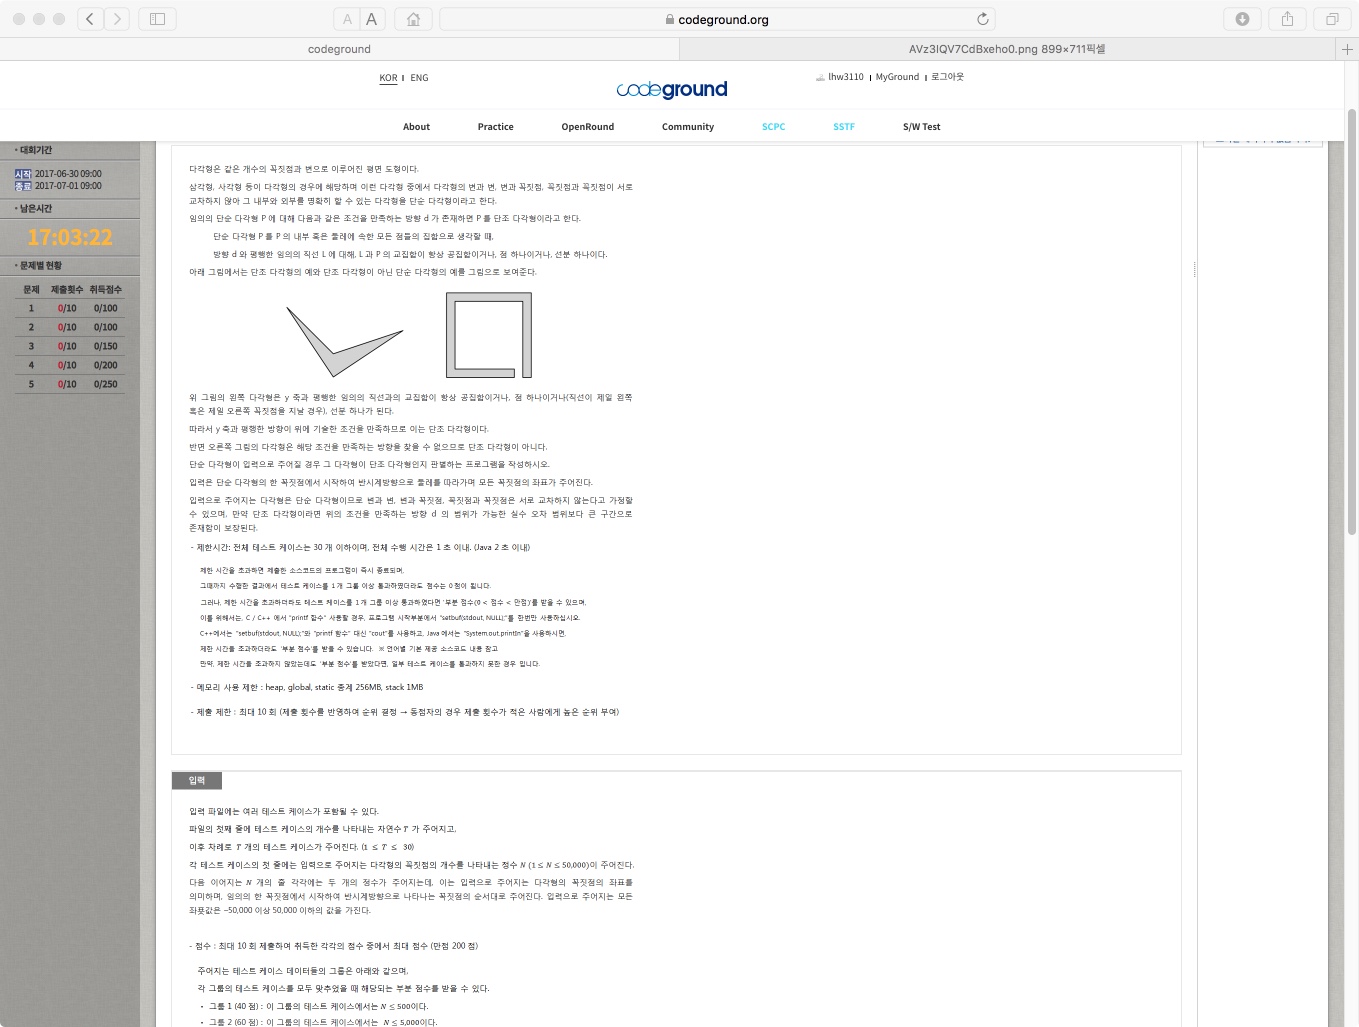 A A codeground.org
codeground AVz3IQV7CdBxeho0.png 899×711픽셀
KOR ENG
codeground
lhw3110 MyGround 로그아웃
About Practice OpenRound Community SCPC SSTF S/W Test
대회기간
시작 2017-06-30 09:00
종료 2017-07-01 09:00
남은시간
17:03:22
문제별 현황
문제 제출횟수 취득점수
1 0/10 0/100
2 0/10 0/100
3 0/10 0/150
4 0/10 0/200
5 0/10 0/250
다각형은 같은 개수의 꼭짓점과 변으로 이루어진 평면 도형이다.
삼각형, 사각형 등이 다각형의 경우에 해당하며 이런 다각형 중에서 다각형의 변과 변, 변과 꼭짓점, 꼭짓점과 꼭짓점이 서로
교차하지 않아 그 내부와 외부를 명확히 할 수 있는 다각형을 단순 다각형이라고 한다.
임의의 단순 다각형 P 에 대해 다음과 같은 조건을 만족하는 방향 d 가 존재하면 P 를 단조 다각형이라고 한다.
단순 다각형 P 를 P 의 내부 혹은 둘레에 속한 모든 점들의 집합으로 생각할 때,
방향 d 와 평행한 임의의 직선 L 에 대해, L 과 P 의 교집합이 항상 공집합이거나, 점 하나이거나, 선분 하나이다.
아래 그림에서는 단조 다각형의 예와 단조 다각형이 아닌 단순 다각형의 예를 그림으로 보여준다.
위 그림의 왼쪽 다각형은 y 축과 평행한 임의의 직선과의 교집합이 항상 공집합이거나, 점 하나이거나(직선이 제일 왼쪽
혹은 제일 오른쪽 꼭짓점을 지날 경우), 선분 하나가 된다.
따라서 y 축과 평행한 방향이 위에 기술한 조건을 만족하므로 이는 단조 다각형이다.
반면 오른쪽 그림의 다각형은 해당 조건을 만족하는 방향을 찾을 수 없으므로 단조 다각형이 아니다.
단순 다각형이 입력으로 주어질 경우 그 다각형이 단조 다각형인지 판별하는 프로그램을 작성하시오.
입력은 단순 다각형의 한 꼭짓점에서 시작하여 반시계방향으로 둘레를 따라가며 모든 꼭짓점의 좌표가 주어진다.
입력으로 주어지는 다각형은 단순 다각형이므로 변과 변, 변과 꼭짓점, 꼭짓점과 꼭짓점은 서로 교차하지 않는다고 가정할
수 있으며, 만약 단조 다각형이라면 위의 조건을 만족하는 방향 d 의 범위가 가능한 실수 오차 범위보다 큰 구간으로
존재함이 보장된다.
- 제한시간: 전체 테스트 케이스는 30 개 이하이며, 전체 수행 시간은 1 초 이내. (Java 2 초 이내)
제한 시간을 초과하면 제출한 소스코드의 프로그램이 즉시 종료되며,
그때까지 수행한 결과에서 테스트 케이스를 1 개 그룹 이상 통과하였더라도 점수는 0 점이 됩니다.
그러나, 제한 시간을 초과하더라도 테스트 케이스를 1 개 그룹 이상 통과하였다면 '부분 점수(0 < 점수 < 만점)'를 받을 수 있으며,
이를 위해서는, C / C++ 에서 "printf 함수" 사용할 경우, 프로그램 시작부분에서 "setbuf(stdout, NULL);"를 한번만 사용하십시오.
C++에서는 "setbuf(stdout, NULL);"와 "printf 함수" 대신 "cout"를 사용하고, Java 에서는 "System.out.println"을 사용하시면,
제한 시간을 초과하더라도 '부분 점수'를 받을 수 있습니다. ※ 언어별 기본 제공 소스코드 내용 참고
만약, 제한 시간을 초과하지 않았는데도 '부분 점수'를 받았다면, 일부 테스트 케이스를 통과하지 못한 경우 입니다.
- 메모리 사용 제한 : heap, global, static 총계 256MB, stack 1MB
- 제출 제한 : 최대 10 회 (제출 횟수를 반영하여 순위 결정 → 동점자의 경우 제출 횟수가 적은 사람에게 높은 순위 부여)
입력
입력 파일에는 여러 테스트 케이스가 포함될 수 있다.
파일의 첫째 줄에 테스트 케이스의 개수를 나타내는 자연수 T 가 주어지고,
이후 차례로 T 개의 테스트 케이스가 주어진다. (1 ≤ T ≤ 30)
각 테스트 케이스의 첫 줄에는 입력으로 주어지는 다각형의 꼭짓점의 개수를 나타내는 정수 N (1 ≤ N ≤ 50,000)이 주어진다.
다음 이어지는 N 개의 줄 각각에는 두 개의 정수가 주어지는데, 이는 입력으로 주어지는 다각형의 꼭짓점의 좌표를
의미하며, 임의의 한 꼭짓점에서 시작하여 반시계방향으로 나타나는 꼭짓점의 순서대로 주어진다. 입력으로 주어지는 모든
좌푯값은 −50,000 이상 50,000 이하의 값을 가진다.
- 점수 : 최대 10 회 제출하여 취득한 각각의 점수 중에서 최대 점수 (만점 200 점)
주어지는 테스트 케이스 데이터들의 그룹은 아래와 같으며,
각 그룹의 테스트 케이스를 모두 맞추었을 때 해당되는 부분 점수를 받을 수 있다.
• 그룹 1 (40 점) : 이 그룹의 테스트 케이스에서는 N ≤ 500이다.
• 그룹 2 (60 점) : 이 그룹의 테스트 케이스에서는 N ≤ 5,000이다.